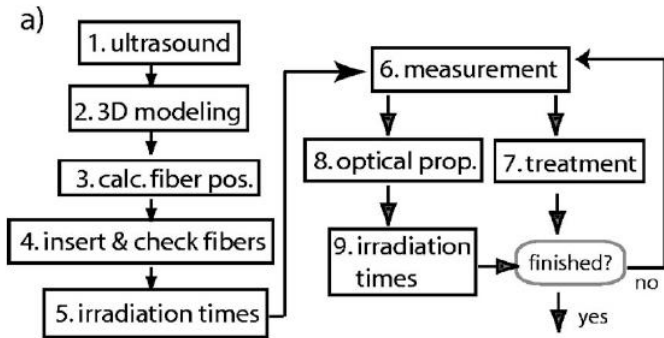 a)
1. ultrasound
2. 3D modeling
3. calc. fiber pos.
4. insert & check fibers
5. irradiation times
6. measurement
8. optical prop.
7. treatment
9. irradiation
times
finished?
no
yes